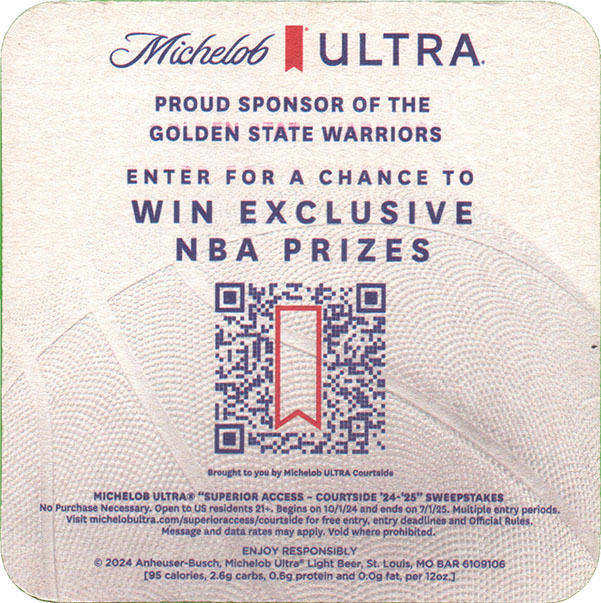 Michelob ULTRA®
PROUD SPONSOR OF THE
GOLDEN STATE WARRIORS
ENTER FOR A CHANCE TO
WIN EXCLUSIVE
NBA PRIZES
Brought to you by Michelob ULTRA Courtside
MICHELOB ULTRA® "SUPERIOR ACCESS – COURTSIDE '24-'25" SWEEPSTAKES
No Purchase Necessary. Open to US residents 21+. Begins on 10/1/24 and ends on 7/1/25. Multiple entry periods.
Visit michelobultra.com/superioraccess/courtside for free entry, entry deadlines and Official Rules.
Message and data rates may apply. Void where prohibited.
ENJOY RESPONSIBLY
© 2024 Anheuser-Busch, Michelob Ultra® Light Beer, St. Louis, MO BAR 6109106
[95 calories, 2.6g carbs, 0.6g protein and 0.0g fat, per 12oz.]